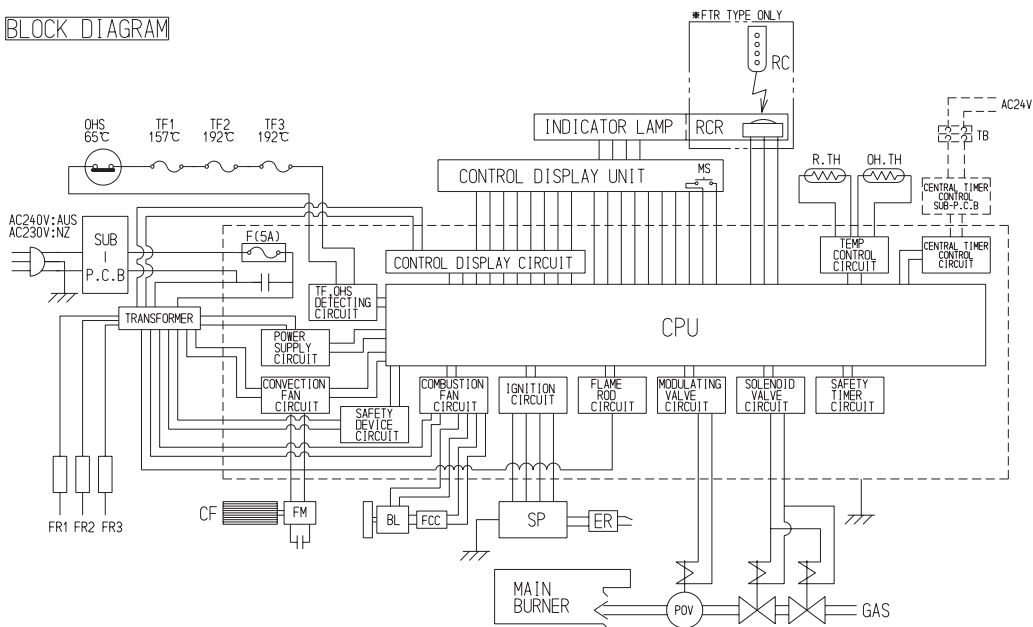 BLOCK DIAGRAM
*FTR TYPE ONLY
RC
AC24V
TB
INDICATOR LAMP
RCR
OHS
65℃
TF1
157℃
TF2
192℃
TF3
192℃
CONTROL DISPLAY UNIT
MS
R.TH
OH.TH
CENTRAL TIMER
CONTROL
SUB-P.C.B
AC240V:AUS
AC230V:NZ
SUB
-
P.C.B
F(5A)
CONTROL DISPLAY CIRCUIT
TEMP
CONTROL
CIRCUIT
CENTRAL TIMER
CONTROL
CIRCUIT
TF,OHS
DETECTING
CIRCUIT
CPU
TRANSFORMER
POWER
SUPPLY
CIRCUIT
CONVECTION
FAN
CIRCUIT
SAFETY
DEVICE
CIRCUIT
COMBUSTION
FAN
CIRCUIT
IGNITION
CIRCUIT
FLAME
ROD
CIRCUIT
MODULATING
VALVE
CIRCUIT
SOLENOID
VALVE
CIRCUIT
SAFETY
TIMER
CIRCUIT
FR1
FR2
FR3
CF
FM
BL
FCC
SP
ER
MAIN
BURNER
POV
GAS